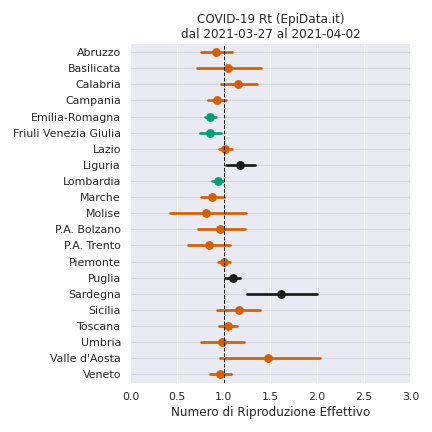 COVID-19 Rt (EpiData.it)
dal 2021-03-27 al 2021-04-02
Abruzzo
Basilicata
Calabria
Campania
Emilia-Romagna
Friuli Venezia Giulia
Lazio
Liguria
Lombardia
Marche
Molise
P.A. Bolzano
P.A. Trento
Piemonte
Puglia
Sardegna
Sicilia
Toscana
Umbria
Valle d'Aosta
Veneto
0.0 0.5 1.0 1.5 2.0 2.5 3.0
Numero di Riproduzione Effettivo